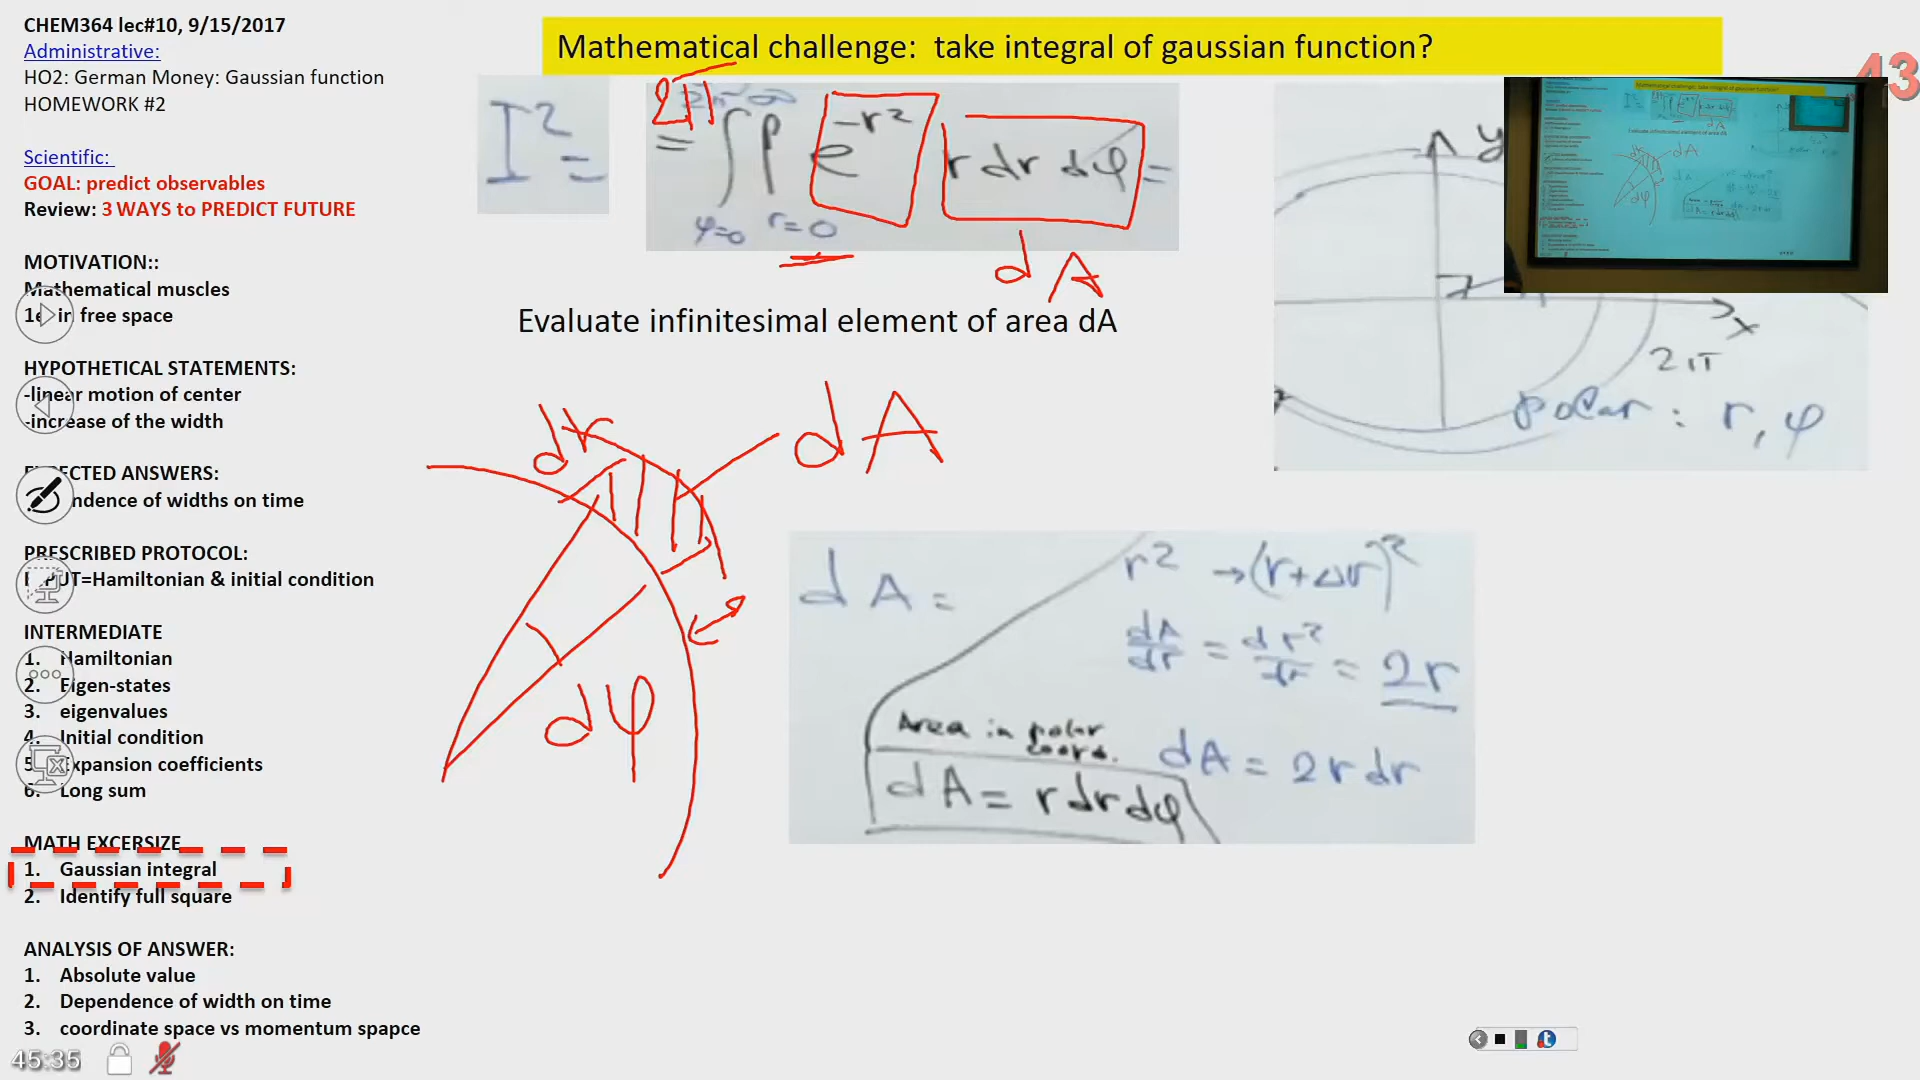 CHEM364 lec#10, 9/15/2017
Administrative:
HO2: German Money: Gaussian function
HOMEWORK #2
Scientific:
GOAL: predict observables
Review: 3 WAYS to PREDICT FUTURE
MOTIVATION::
Mathematical muscles
in free space
HYPOTHETICAL STATEMENTS:
-linear motion of center
-increase of the width
ANSWERS:
of widths on time
PRESCRIBED PROTOCOL:
=Hamiltonian & initial condition
INTERMEDIATE
1. Hamiltonian
2. Eigen-states
3. eigenvalues
4. Initial condition
5. Expansion coefficients
6. Long sum
MATH EXCERSIZE
1. Gaussian integral
2. Identify full square
ANALYSIS OF ANSWER:
1. Absolute value
2. Dependence of width on time
3. coordinate space vs momentum spapce
45:35
Mathematical challenge: take integral of gaussian function?
43
2π
I² = = ∫∫ e^-r² r dr dφ =
φ=0 r=0
dA
Evaluate infinitesimal element of area dA
y
x
2π
polar : r, φ
dr
dA
dφ
dA =
r² → (r+Δr)²
dA/dr = dr²/dr = 2r
Area in polar
coord.
dA = 2rdr
dA = rdrdφ